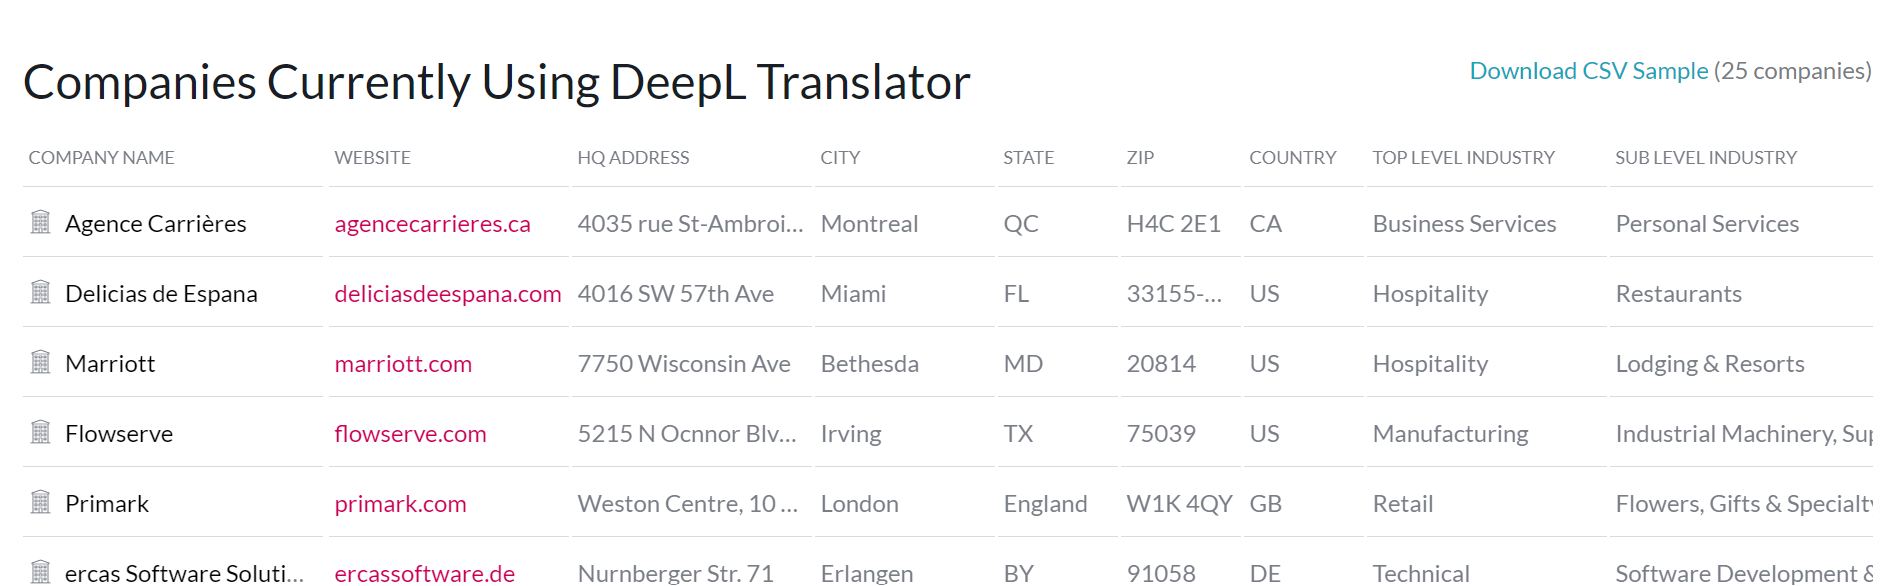 Companies Currently Using DeepL Translator
Download CSV Sample (25 companies)
COMPANY NAME WEBSITE HQ ADDRESS CITY STATE ZIP COUNTRY TOP LEVEL INDUSTRY SUB LEVEL INDUSTRY
Agence Carrières agencecarrieres.ca 4035 rue St-Ambroi... Montreal QC H4C 2E1 CA Business Services Personal Services
Delicias de Espana deliciasdeespana.com 4016 SW 57th Ave Miami FL 33155-... US Hospitality Restaurants
Marriott marriott.com 7750 Wisconsin Ave Bethesda MD 20814 US Hospitality Lodging & Resorts
Flowserve flowserve.com 5215 N Ocnnor Blv... Irving TX 75039 US Manufacturing Industrial Machinery, Sup
Primark primark.com Weston Centre, 10 ... London England W1K 4QY GB Retail Flowers, Gifts & Specialty
ercas Software Soluti... ercassoftware.de Nurnberger Str. 71 Erlangen BY 91058 DE Technical Software Development &